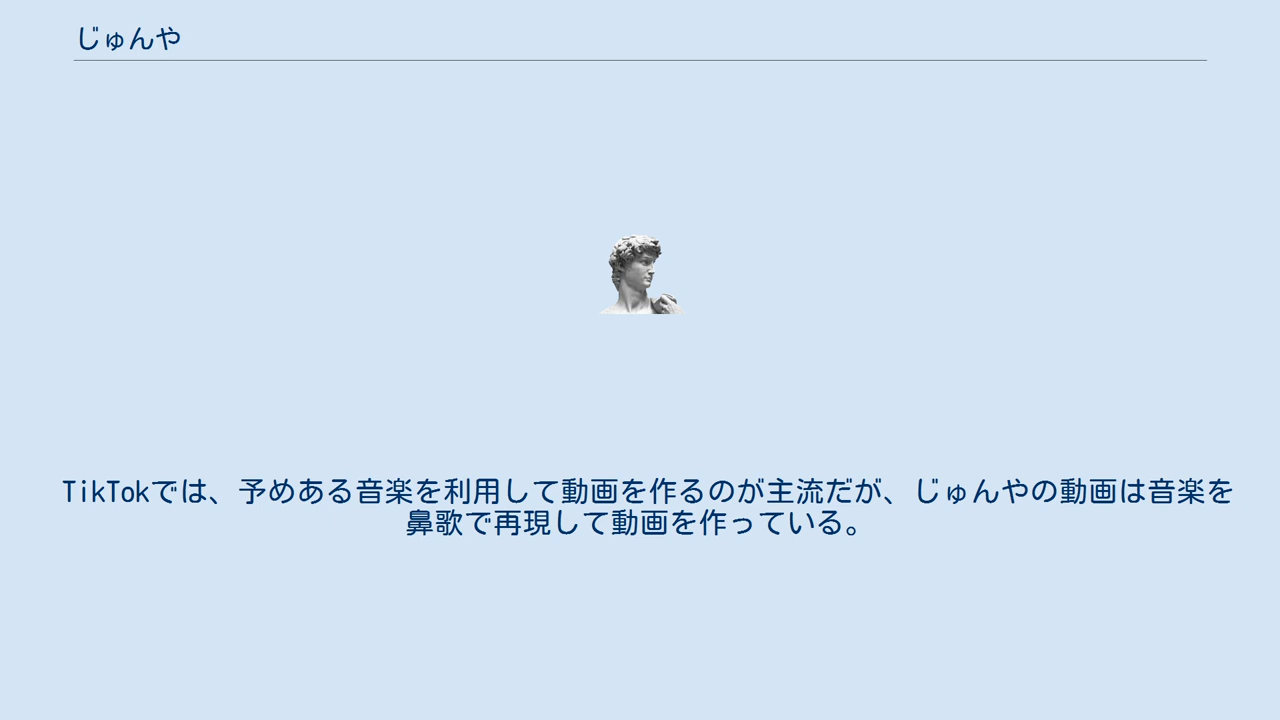 じゅんや
TikTokでは、予めある音楽を利用して動画を作るのが主流だが、じゅんやの動画は音楽を
鼻歌で再現して動画を作っている。